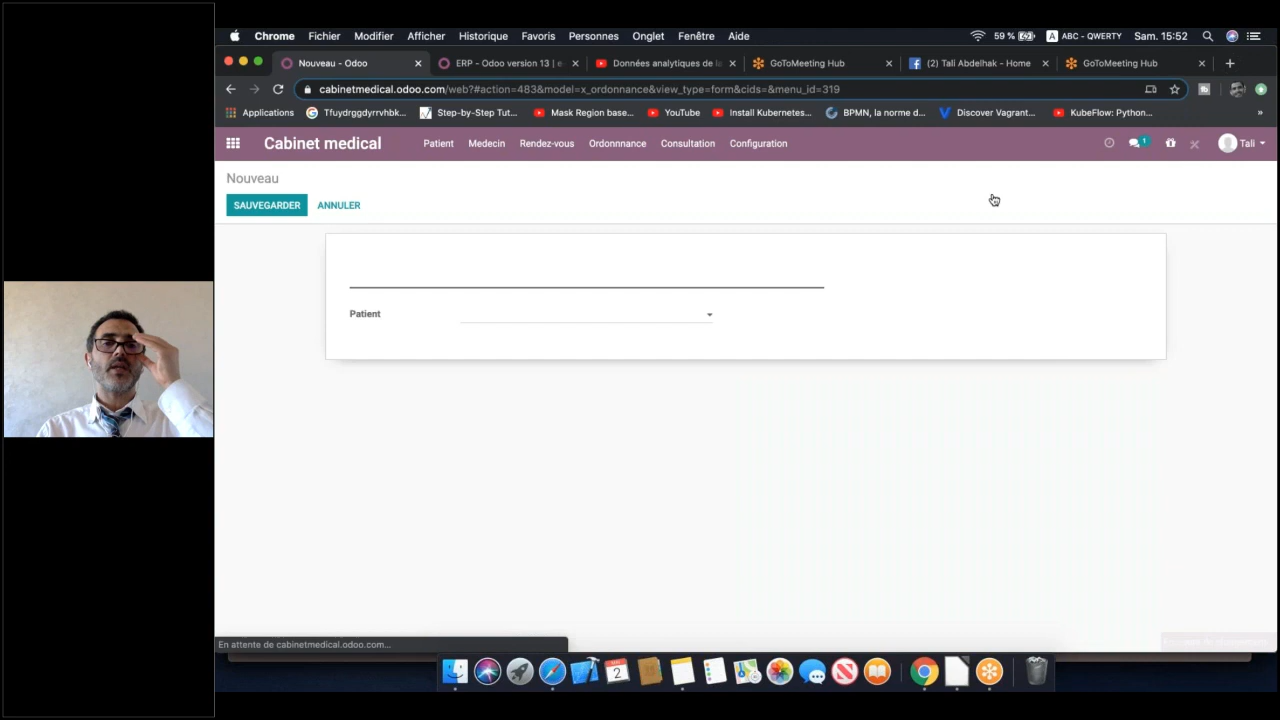 Chrome Fichier Modifier Afficher Historique Favoris Personnes Onglet Fenêtre Aide 59 % A ABC - QWERTY Sam. 15:52
Nouveau - Odoo ERP - Odoo version 13 | e Données analytiques de la GoToMeeting Hub (2) Tali Abdelhak - Home GoToMeeting Hub
cabinetmedical.odoo.com/web?#action=483&model=x_ordonnance&view_type=form&cids=&menu_id=319
Applications Tfuydrggdyrrvhbk... Step-by-Step Tut... Mask Region base... YouTube Install Kubernetes... BPMN, la norme d... Discover Vagrant... KubeFlow: Python... »
Cabinet medical Patient Medecin Rendez-vous Ordonnnance Consultation Configuration 1 Tali
Nouveau
SAUVEGARDER ANNULER
Patient
En attente de cabinetmedical.odoo.com...
2